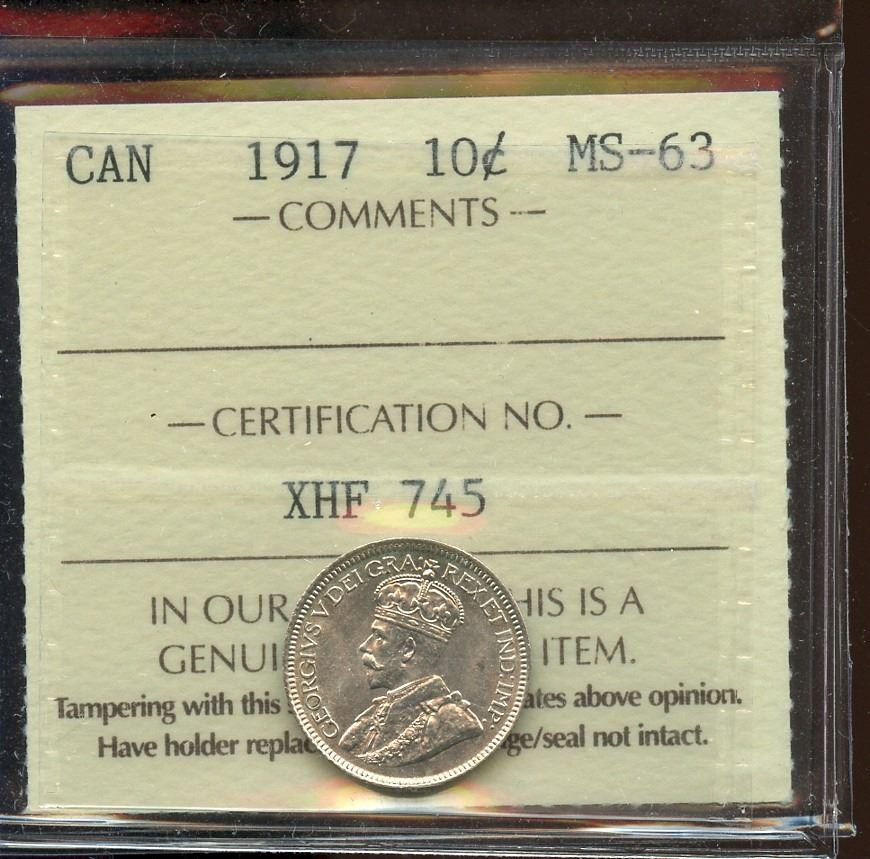 CAN 1917 10¢ MS-63
— COMMENTS —
— CERTIFICATION NO. —
XHF 745
IN OUR HIS IS A
GENUI ITEM.
Tampering with this ates above opinion.
Have holder replac ge/seal not intact.
GEORGIVS V DEI GRA: REX ET IND: IMP: